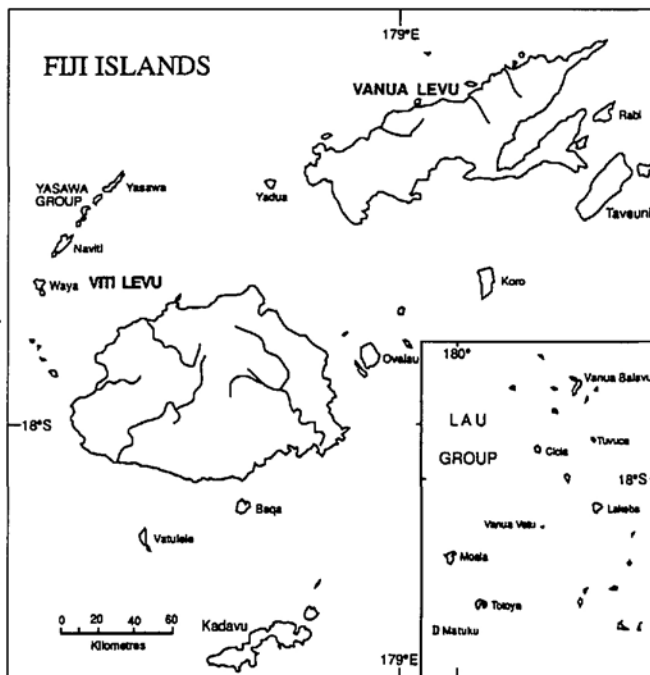 179°E
FIJI ISLANDS
VANUA LEVU
Rabi
YASAWA
GROUP
Yasawa
Yadua
Taveuni
Naviti
Waya
VITI LEVU
Koro
Ovalau
180°
Vanua Balavu
18°S
LAU
GROUP
Tuvuca
Cicia
18°S
Beqa
Lakeba
Vatulele
Vanua Vatu
Moala
0 20 40 60
Kilometres
Kadavu
Totoya
Matuku
179°E